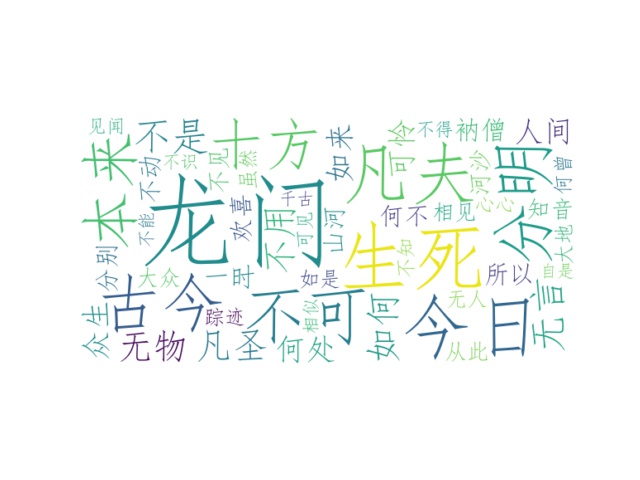 见闻
不是
十方
如来
可怜
不得
衲僧
人间
本来
不动
不识
不见
虽然
龙门
凡夫
河沙
分明
何曾
欢喜
不用
千古
可见
山河
何不
相见
心心
知音
大地
不能
分别
大众
一时
如是
生死
不知
所以
自是
众生
古今
踪迹
不可
相似
如何
无人
今日
无言
无物
凡圣
何处
从此